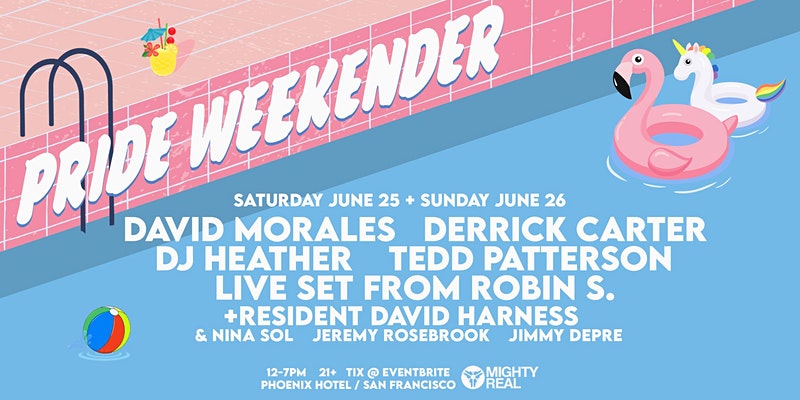 PRIDE WEEKENDER
SATURDAY JUNE 25 + SUNDAY JUNE 26
DAVID MORALES DERRICK CARTER
DJ HEATHER TEDD PATTERSON
LIVE SET FROM ROBIN S.
+RESIDENT DAVID HARNESS
& NINA SOL JEREMY ROSEBROOK JIMMY DEPRE
12-7PM 21+ TIX @ EVENTBRITE
PHOENIX HOTEL / SAN FRANCISCO
MIGHTY
REAL